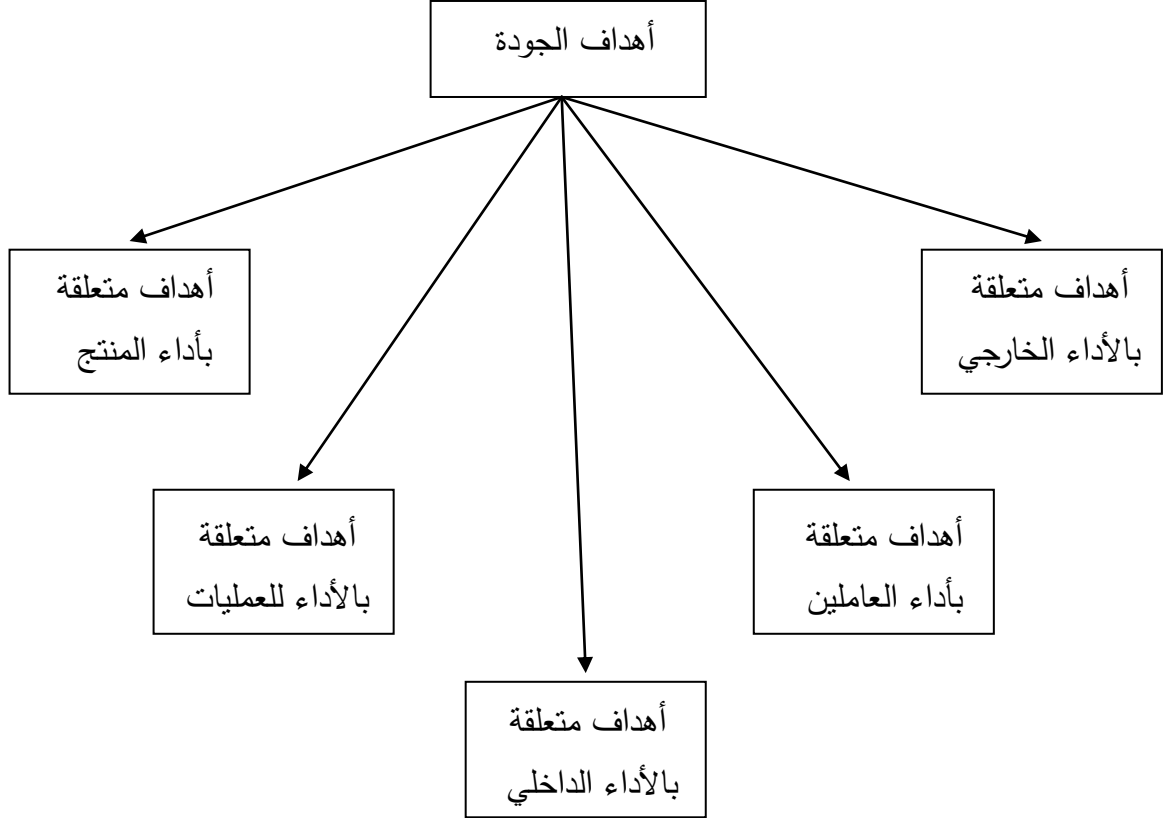 أهداف الجودة
أهداف متعلقة
بالأداء الخارجي
أهداف متعلقة
بأداء المنتج
أهداف متعلقة
بأداء العاملين
أهداف متعلقة
بالأداء للعمليات
أهداف متعلقة
بالأداء الداخلي